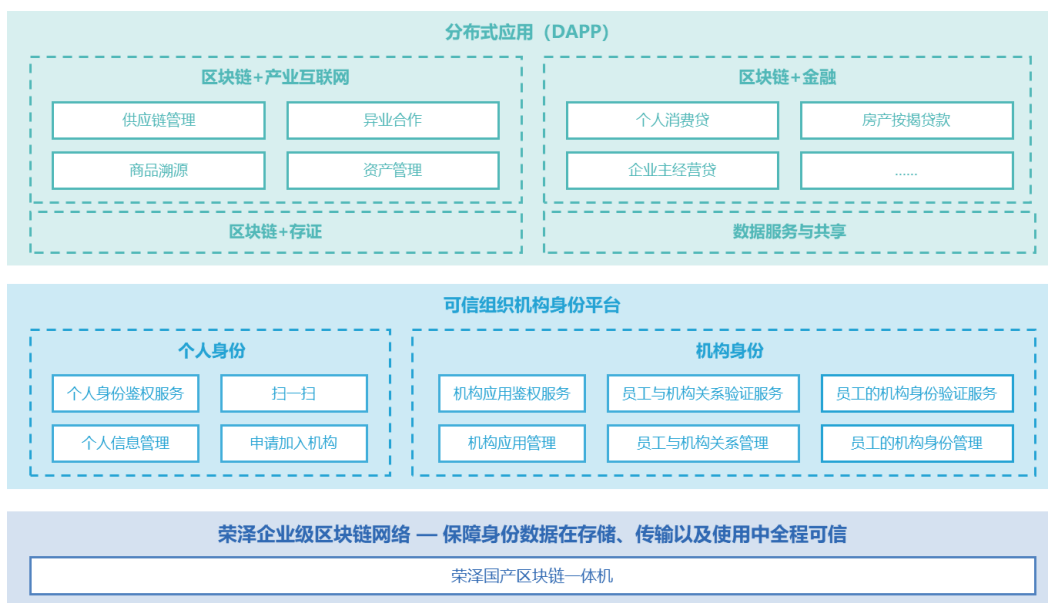 分布式应用（DAPP）
区块链+产业互联网
供应链管理
异业合作
商品溯源
资产管理
区块链+金融
个人消费贷
房产按揭贷款
企业主经营贷
......
区块链+存证
数据服务与共享
可信组织机构身份平台
个人身份
个人身份鉴权服务
扫一扫
个人信息管理
申请加入机构
机构身份
机构应用鉴权服务
员工与机构关系验证服务
员工的机构身份验证服务
机构应用管理
员工与机构关系管理
员工的机构身份管理
荣泽企业级区块链网络 — 保障身份数据在存储、传输以及使用中全程可信
荣泽国产区块链一体机